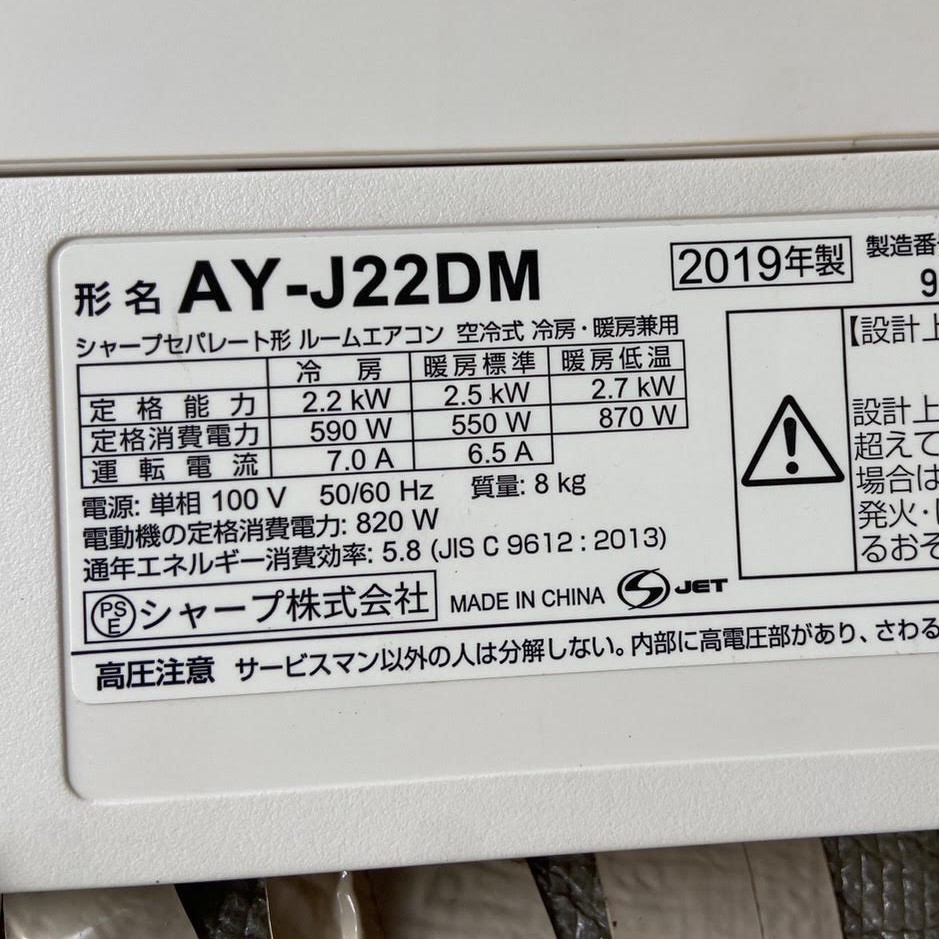 形名 AY-J22DM
2019年製
製造番
9
シャープセパレート形 ルームエアコン 空冷式 冷房・暖房兼用
冷房 暖房標準 暖房低温
定格能力 2.2 kW 2.5 kW 2.7 kW
定格消費電力 590 W 550 W 870 W
運転電流 7.0 A 6.5 A
電源: 単相 100 V 50/60 Hz 質量: 8 kg
電動機の定格消費電力: 820 W
通年エネルギー消費効率: 5.8 (JIS C 9612 : 2013)
PSE シャープ株式会社 MADE IN CHINA S JET
【設計上
設計上
超えて
場合は
発火・
るおそ
高圧注意 サービスマン以外の人は分解しない。内部に高電圧部があり、さわる